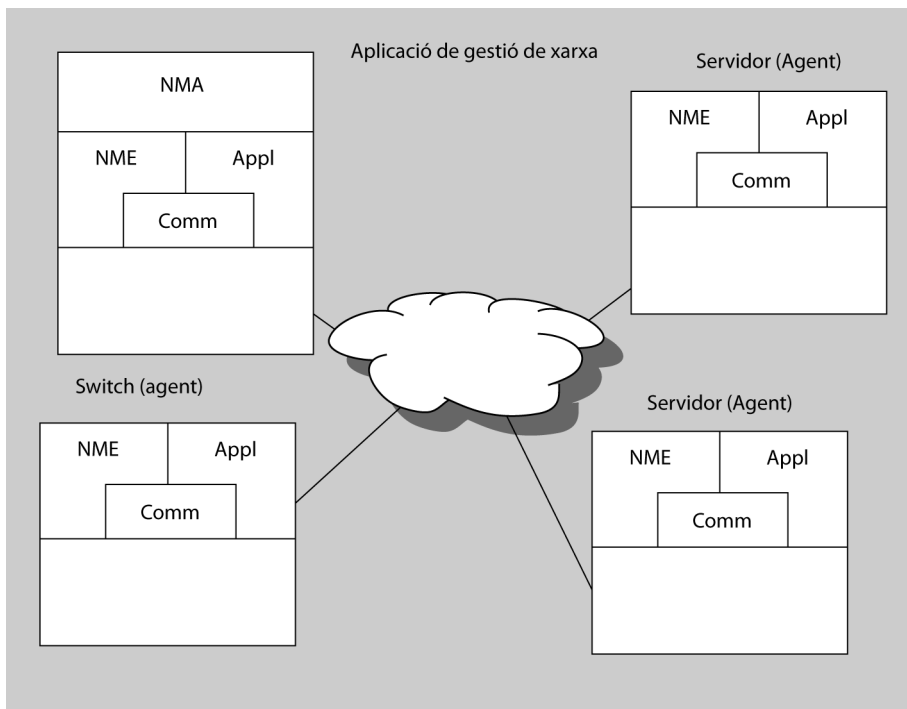 Aplicació de gestió de xarxa
NMA
NME
Appl
Comm
Servidor (Agent)
NME
Appl
Comm
Switch (agent)
NME
Appl
Comm
Servidor (Agent)
NME
Appl
Comm